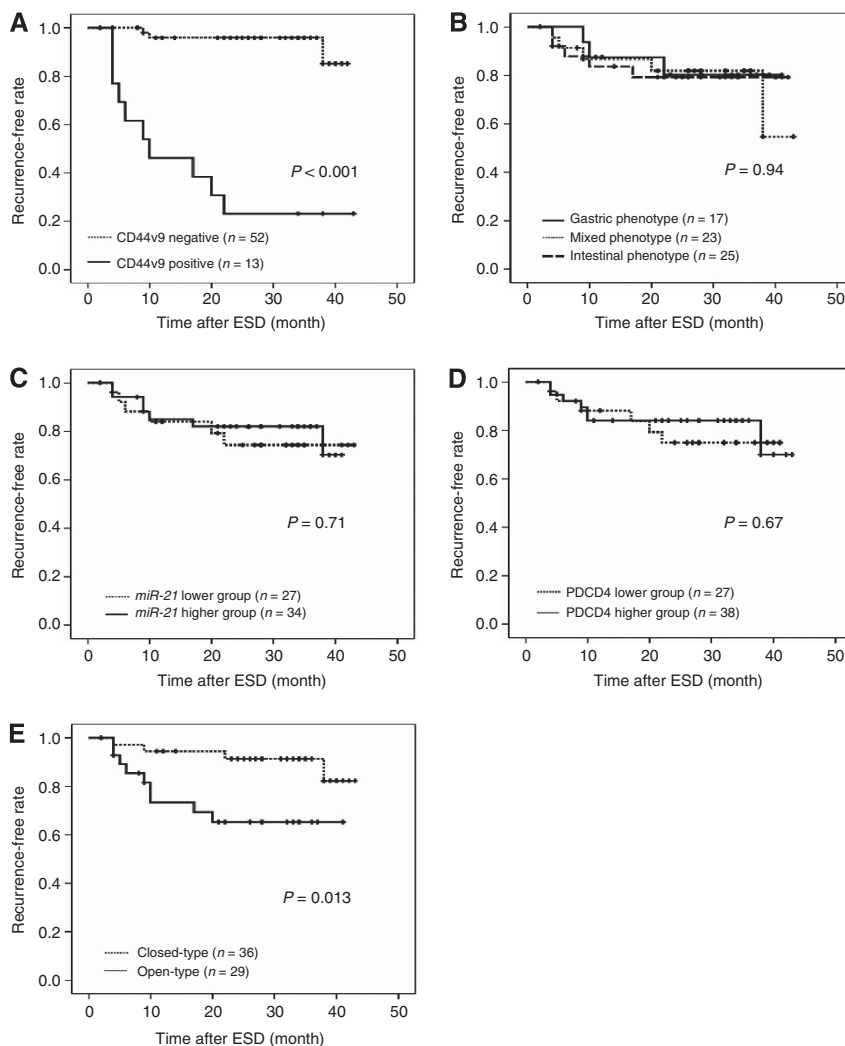 A
Recurrence-free rate
1.0
0.8
0.6
0.4
0.2
0.0
P < 0.001
CD44v9 negative (n = 52)
CD44v9 positive (n = 13)
0 10 20 30 40 50
Time after ESD (month)
B
Recurrence-free rate
1.0
0.8
0.6
0.4
0.2
0.0
P = 0.94
Gastric phenotype (n = 17)
Mixed phenotype (n = 23)
Intestinal phenotype (n = 25)
0 10 20 30 40 50
Time after ESD (month)
C
Recurrence-free rate
1.0
0.8
0.6
0.4
0.2
0.0
P = 0.71
miR-21 lower group (n = 27)
miR-21 higher group (n = 34)
0 10 20 30 40 50
Time after ESD (month)
D
Recurrence-free rate
1.0
0.8
0.6
0.4
0.2
0.0
P = 0.67
PDCD4 lower group (n = 27)
PDCD4 higher group (n = 38)
0 10 20 30 40 50
Time after ESD (month)
E
Recurrence-free rate
1.0
0.8
0.6
0.4
0.2
0.0
P = 0.013
Closed-type (n = 36)
Open-type (n = 29)
0 10 20 30 40 50
Time after ESD (month)